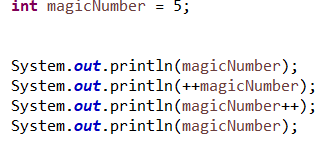 int magicNumber = 5;
System.out.println(magicNumber);
System.out.println(++magicNumber);
System.out.println(magicNumber++);
System.out.println(magicNumber);